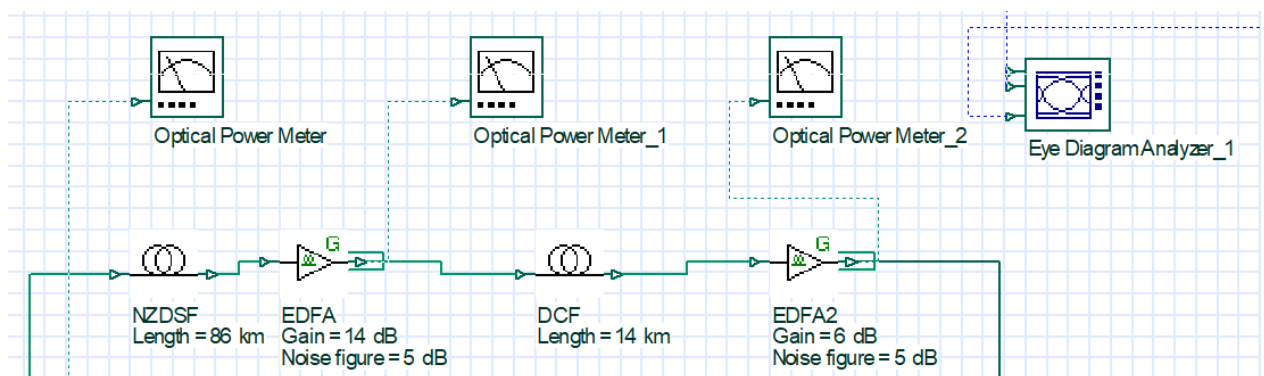 Optical Power Meter
Optical Power Meter_1
Optical Power Meter_2
Eye Diagram Analyzer_1
G
G
NZDSF
Length = 86 km
EDFA
Gain = 14 dB
Noise figure = 5 dB
DCF
Length = 14 km
EDFA2
Gain = 6 dB
Noise figure = 5 dB